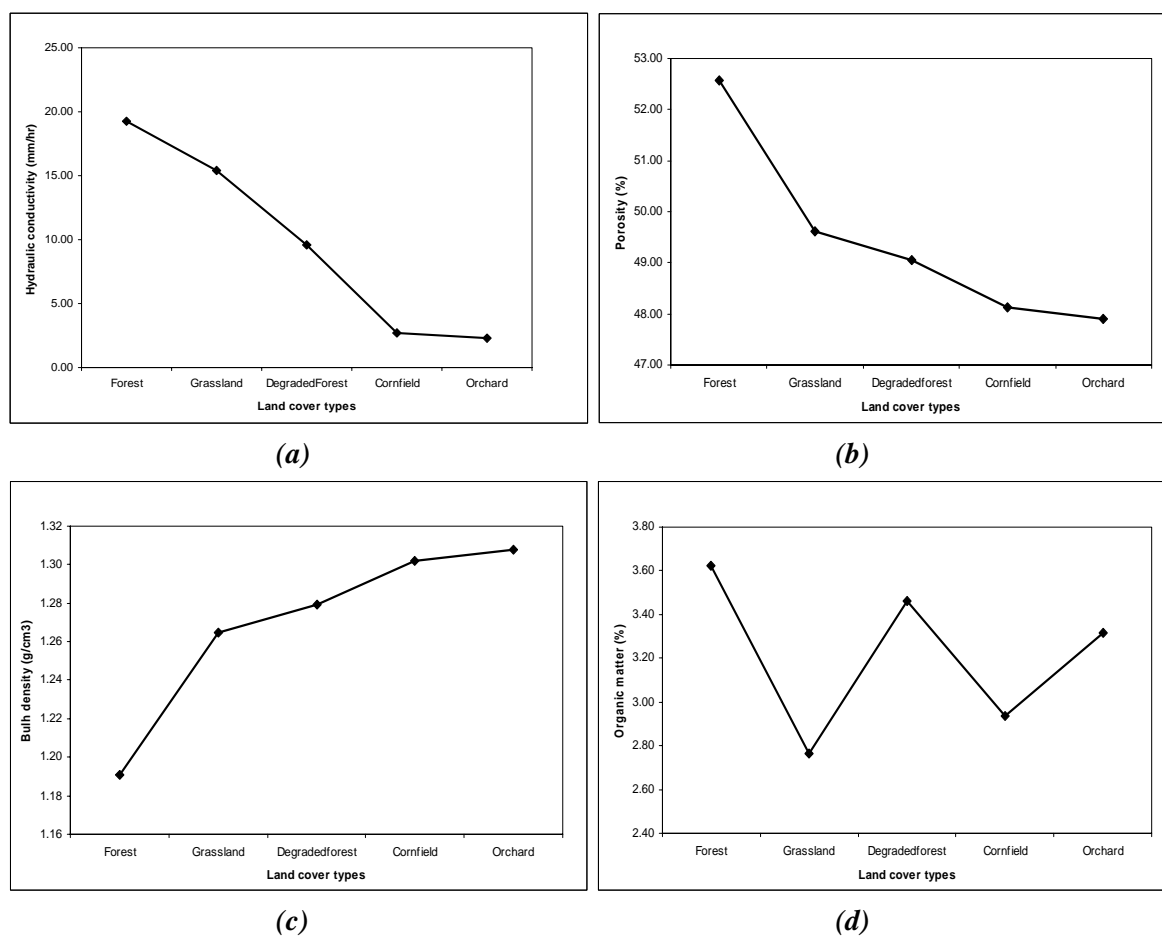 25.00
20.00
15.00
10.00
5.00
0.00
Hydraulic conductivity (mm/hr)
Forest Grassland DegradedForest Cornfield Orchard
Land cover types
(a)
53.00
52.00
51.00
50.00
49.00
48.00
47.00
Porosity (%)
Forest Grassland Degradedforest Cornfield Orchard
Land cover types
(b)
1.32
1.30
1.28
1.26
1.24
1.22
1.20
1.18
1.16
Bulh density (g/cm3)
Forest Grassland Degradedforest Cornfield Orchard
Land cover types
(c)
3.80
3.60
3.40
3.20
3.00
2.80
2.60
2.40
Organic matter (%)
Forest Grassland Degradedforest Cornfield Orchard
Land cover types
(d)